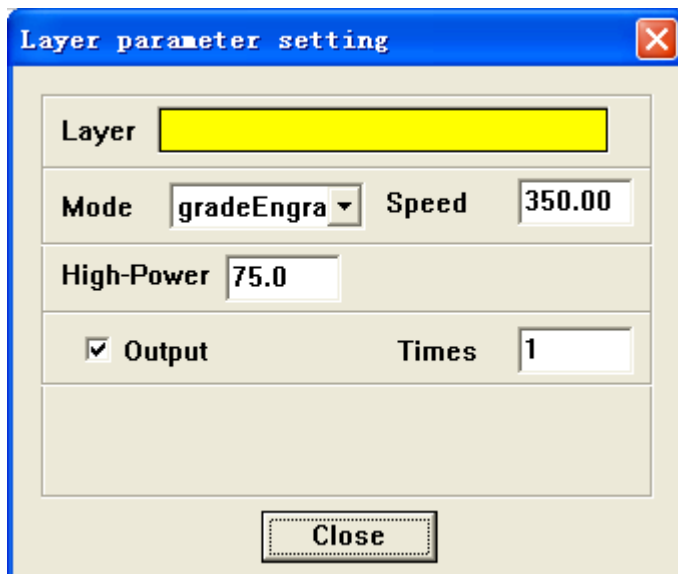 Layer parameter setting
Layer
Mode gradeEngra Speed 350.00
High-Power 75.0
Output Times 1
Close